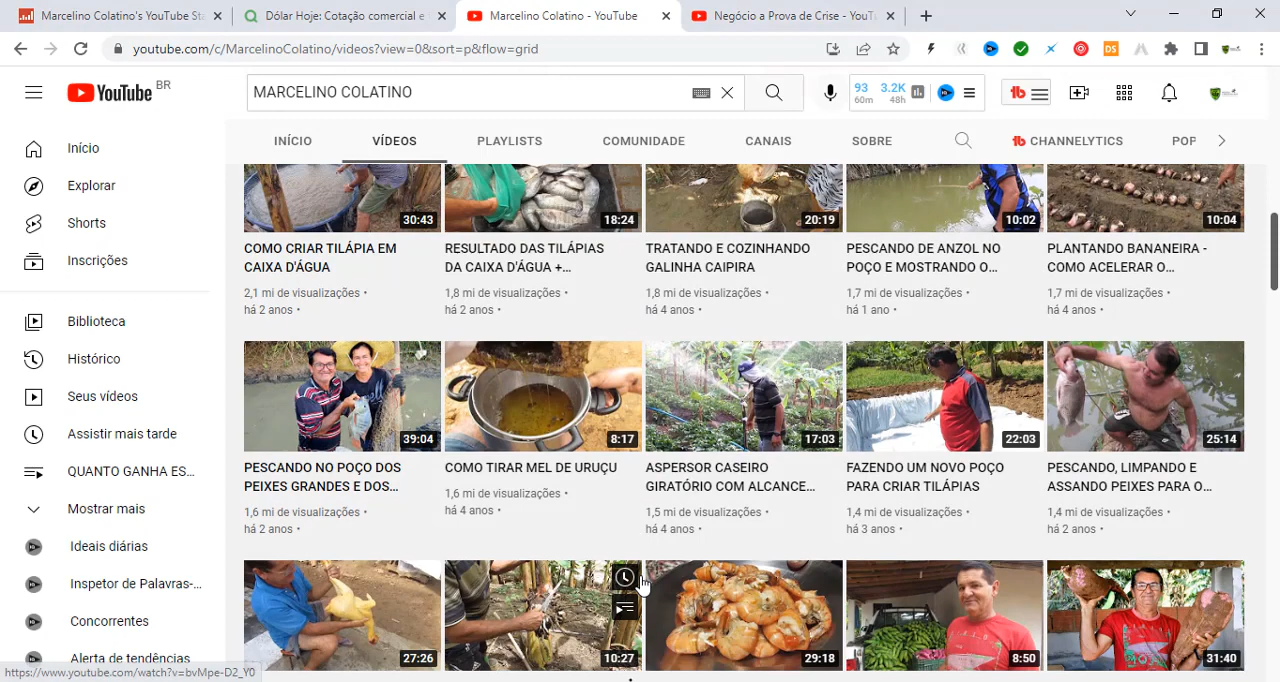 Marcelino Colatino's YouTube Sta
Dólar Hoje: Cotação comercial e
Marcelino Colatino - YouTube
Negócio a Prova de Crise - YouT
youtube.com/c/MarcelinoColatino/videos?view=0&sort=p&flow=grid
YouTube BR
MARCELINO COLATINO
93
60m
3.2K
48h
INÍCIO
VÍDEOS
PLAYLISTS
COMUNIDADE
CANAIS
SOBRE
CHANNELYTICS
POP
Início
Explorar
Shorts
Inscrições
Biblioteca
Histórico
Seus vídeos
Assistir mais tarde
QUANTO GANHA ES...
Mostrar mais
Ideais diárias
Inspetor de Palavras-...
Concorrentes
Alerta de tendências
30:43
COMO CRIAR TILÁPIA EM
CAIXA D'ÁGUA
2,1 mi de visualizações •
há 2 anos •
18:24
RESULTADO DAS TILÁPIAS
DA CAIXA D'ÁGUA +...
1,8 mi de visualizações •
há 2 anos •
20:19
TRATANDO E COZINHANDO
GALINHA CAIPIRA
1,8 mi de visualizações •
há 4 anos •
10:02
PESCANDO DE ANZOL NO
POÇO E MOSTRANDO O...
1,7 mi de visualizações •
há 1 ano •
10:04
PLANTANDO BANANEIRA -
COMO ACELERAR O...
1,7 mi de visualizações •
há 4 anos •
39:04
PESCANDO NO POÇO DOS
PEIXES GRANDES E DOS...
1,6 mi de visualizações •
há 2 anos •
8:17
COMO TIRAR MEL DE URUÇU
1,6 mi de visualizações •
há 4 anos •
17:03
ASPERSOR CASEIRO
GIRATÓRIO COM ALCANCE...
1,5 mi de visualizações •
há 4 anos •
22:03
FAZENDO UM NOVO POÇO
PARA CRIAR TILÁPIAS
1,4 mi de visualizações •
há 3 anos •
25:14
PESCANDO, LIMPANDO E
ASSANDO PEIXES PARA O...
1,4 mi de visualizações •
há 2 anos •
27:26
10:27
29:18
8:50
31:40
https://www.youtube.com/watch?v=bvMpe-D2_Y0